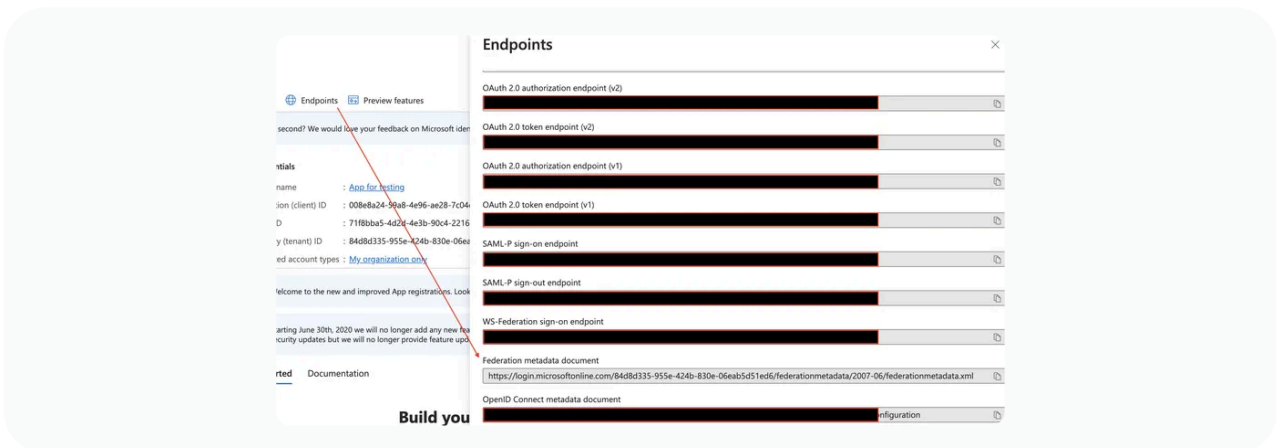 Endpoints
Endpoints Preview features
second? We would love your feedback on Microsoft iden
ntials
name : App for testing
tion (client) ID : 008e8a24-59a8-4e96-ae28-7c04
D : 71f8bba5-4d2d-4e3b-90c4-2216
y (tenant) ID : 84d8d335-955e-424b-830e-06ea
ed account types : My organization only
Welcome to the new and improved App registrations. Look
arting June 30th, 2020 we will no longer add any new fea
ecurity updates but we will no longer provide feature upd
rted Documentation
Build you
OAuth 2.0 authorization endpoint (v2)
OAuth 2.0 token endpoint (v2)
OAuth 2.0 authorization endpoint (v1)
OAuth 2.0 token endpoint (v1)
SAML-P sign-on endpoint
SAML-P sign-out endpoint
WS-Federation sign-on endpoint
Federation metadata document
https://login.microsoftonline.com/84d8d335-955e-424b-830e-06eab5d51ed6/federationmetadata/2007-06/federationmetadata.xml
OpenID Connect metadata document
nfiguration